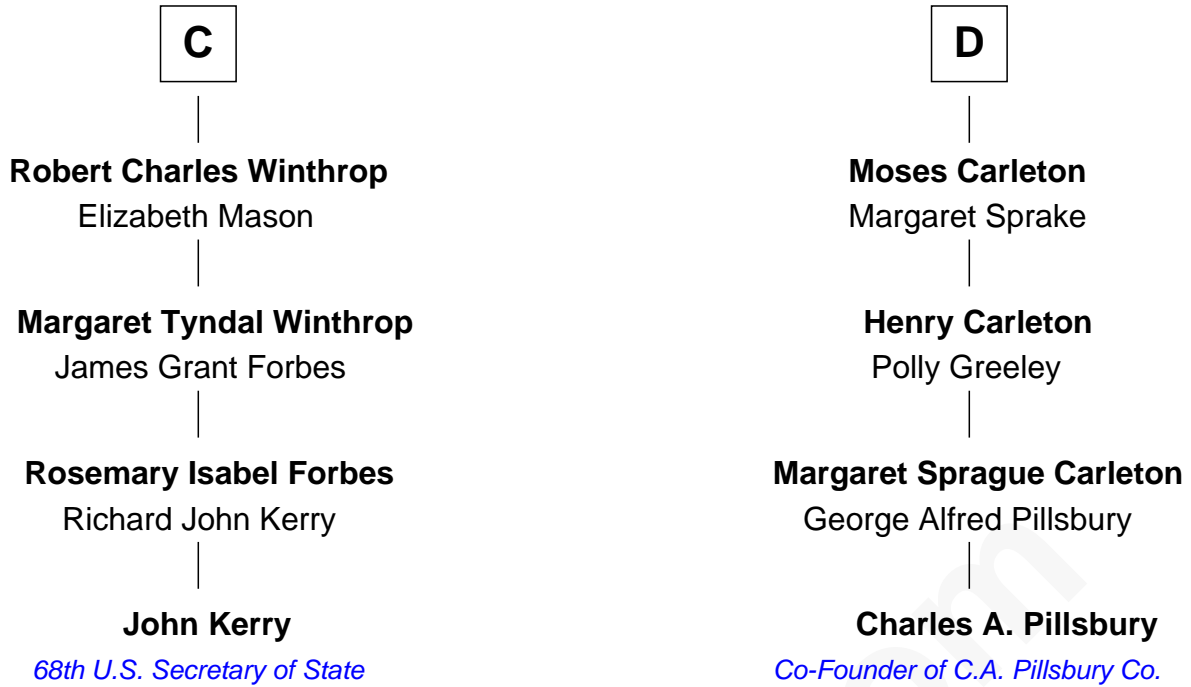 C
Robert Charles Winthrop
Elizabeth Mason
Margaret Tyndal Winthrop
James Grant Forbes
Rosemary Isabel Forbes
Richard John Kerry
John Kerry
68th U.S. Secretary of State
D
Moses Carleton
Margaret Sprake
Henry Carleton
Polly Greeley
Margaret Sprague Carleton
George Alfred Pillsbury
Charles A. Pillsbury
Co-Founder of C.A. Pillsbury Co.